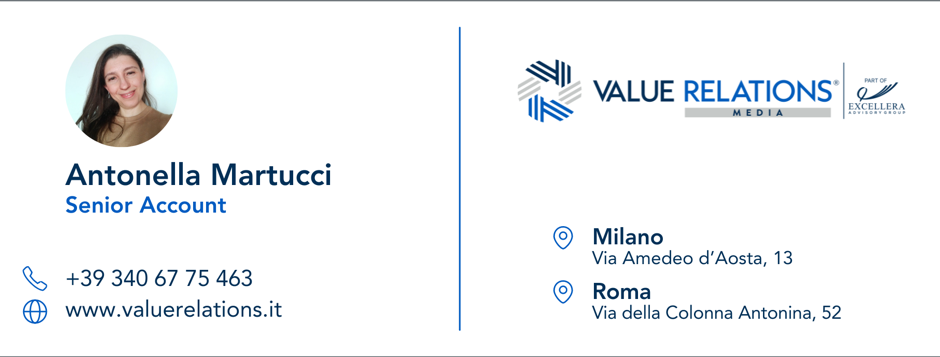 Antonella Martucci
Senior Account
+39 340 67 75 463
www.valuerelations.it
VALUE RELATIONS®
MEDIA
PART OF
EXCELLERA
ADVISORY GROUP
Milano
Via Amedeo d’Aosta, 13
Roma
Via della Colonna Antonina, 52